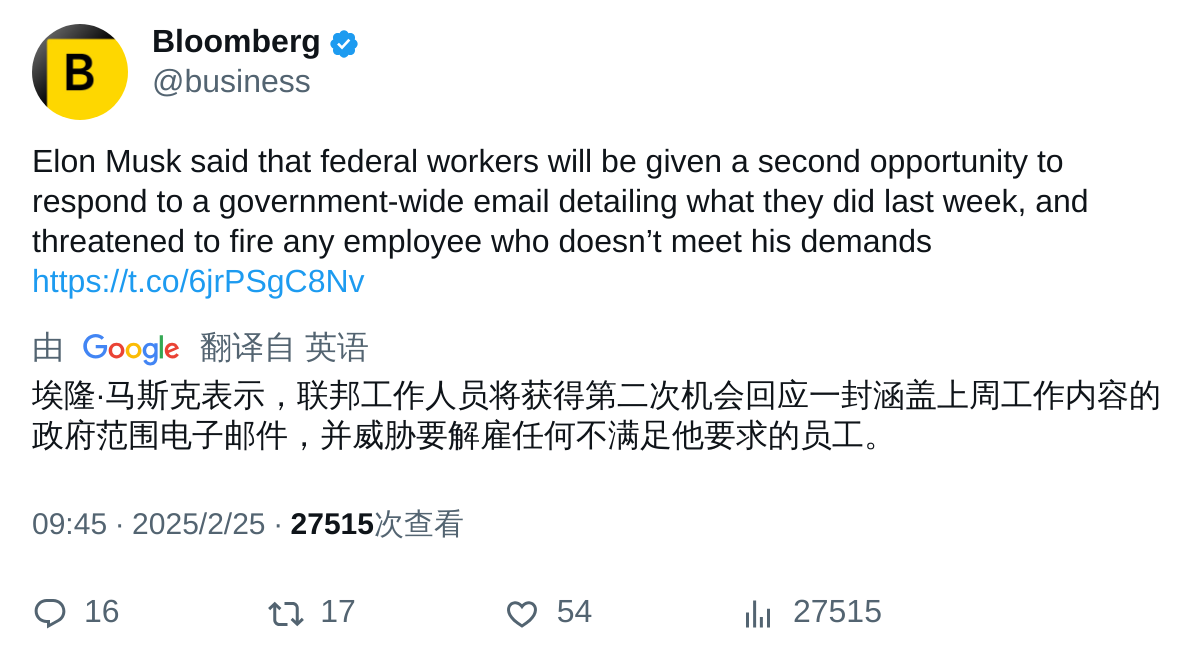 B
Bloomberg
@business
Elon Musk said that federal workers will be given a second opportunity to
respond to a government-wide email detailing what they did last week, and
threatened to fire any employee who doesn’t meet his demands
https://t.co/6jrPSgC8Nv
由 Google 翻译自 英语
埃隆·马斯克表示，联邦工作人员将获得第二次机会回应一封涵盖上周工作内容的
政府范围电子邮件，并威胁要解雇任何不满足他要求的员工。
09:45 · 2025/2/25 · 27515次查看
16 17 54 27515